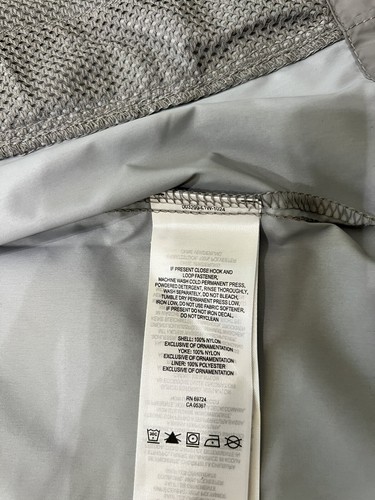 IF PRESENT CLOSE HOOK AND
LOOP FASTENER,
MACHINE WASH COLD PERMANENT PRESS,
POWDERED DETERGENT, RINSE THOROUGHLY,
WASH SEPARATELY, DO NOT BLEACH,
TUMBLE DRY PERMANENT PRESS LOW,
IRON LOW, DO NOT USE FABRIC SOFTENER,
IF PRESENT DO NOT IRON DECAL,
DO NOT DRYCLEAN
SHELL: 100% NYLON
EXCLUSIVE OF ORNAMENTATION
YOKE: 100% NYLON
EXCLUSIVE OF ORNAMENTATION
LINER: 100% POLYESTER
EXCLUSIVE OF ORNAMENTATION
RN 69724
CA 05397